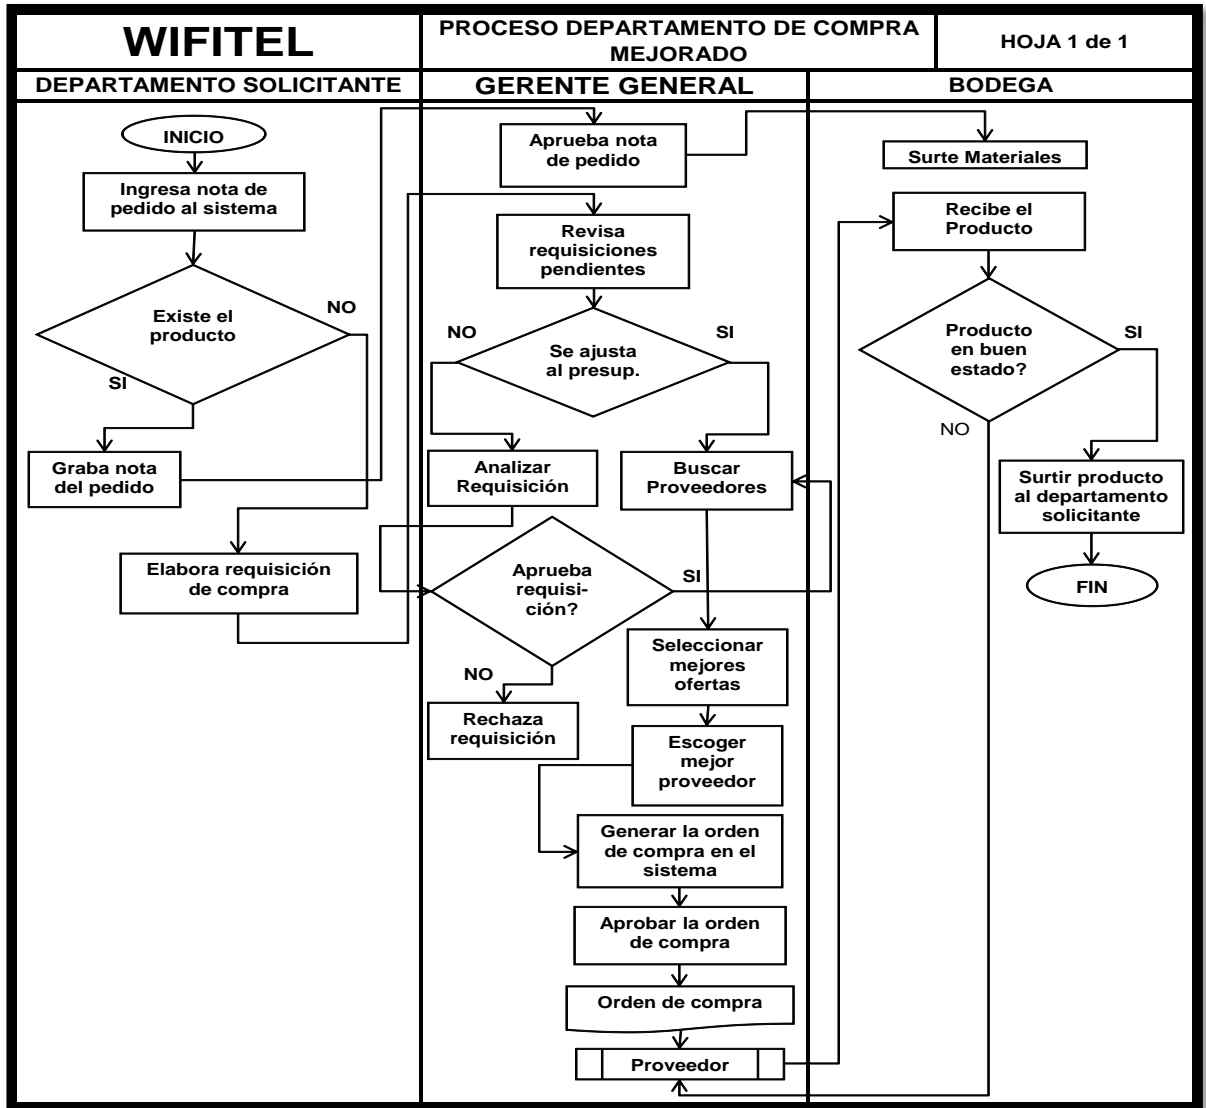 WIFITEL
PROCESO DEPARTAMENTO DE COMPRA
MEJORADO
HOJA 1 de 1
DEPARTAMENTO SOLICITANTE
GERENTE GENERAL
BODEGA
INICIO
Ingresa nota de
pedido al sistema
Existe el
producto
NO
SI
Graba nota
del pedido
Elabora requisición
de compra
Aprueba nota
de pedido
Revisa
requisiciones
pendientes
NO
SI
Se ajusta
al presup.
Analizar
Requisición
Buscar
Proveedores
Aprueba
requisi-
ción?
SI
NO
Rechaza
requisición
Seleccionar
mejores
ofertas
Escoger
mejor
proveedor
Generar la orden
de compra en el
sistema
Aprobar la orden
de compra
Orden de compra
Proveedor
Surte Materiales
Recibe el
Producto
Producto
en buen
estado?
SI
NO
Surtir producto
al departamento
solicitante
FIN